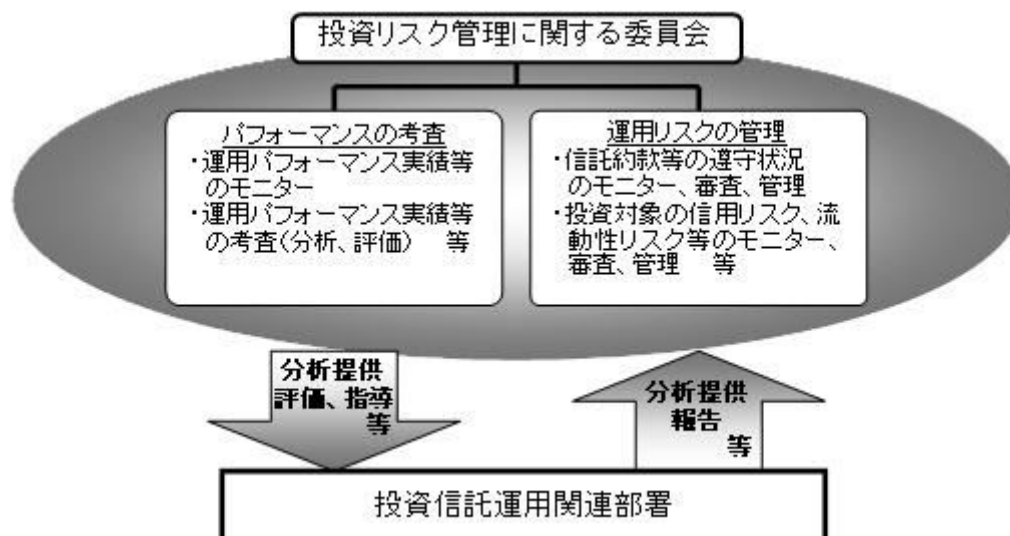 投資リスク管理に関する委員会
パフォーマンスの考査
・運用パフォーマンス実績等
のモニター
・運用パフォーマンス実績等
の考査(分析、評価)　等
運用リスクの管理
・信託約款等の遵守状況
のモニター、審査、管理
・投資対象の信用リスク、流
動性リスク等のモニター、
審査、管理　等
分析提供
評価、指導
等
分析提供
報告
等
投資信託運用関連部署